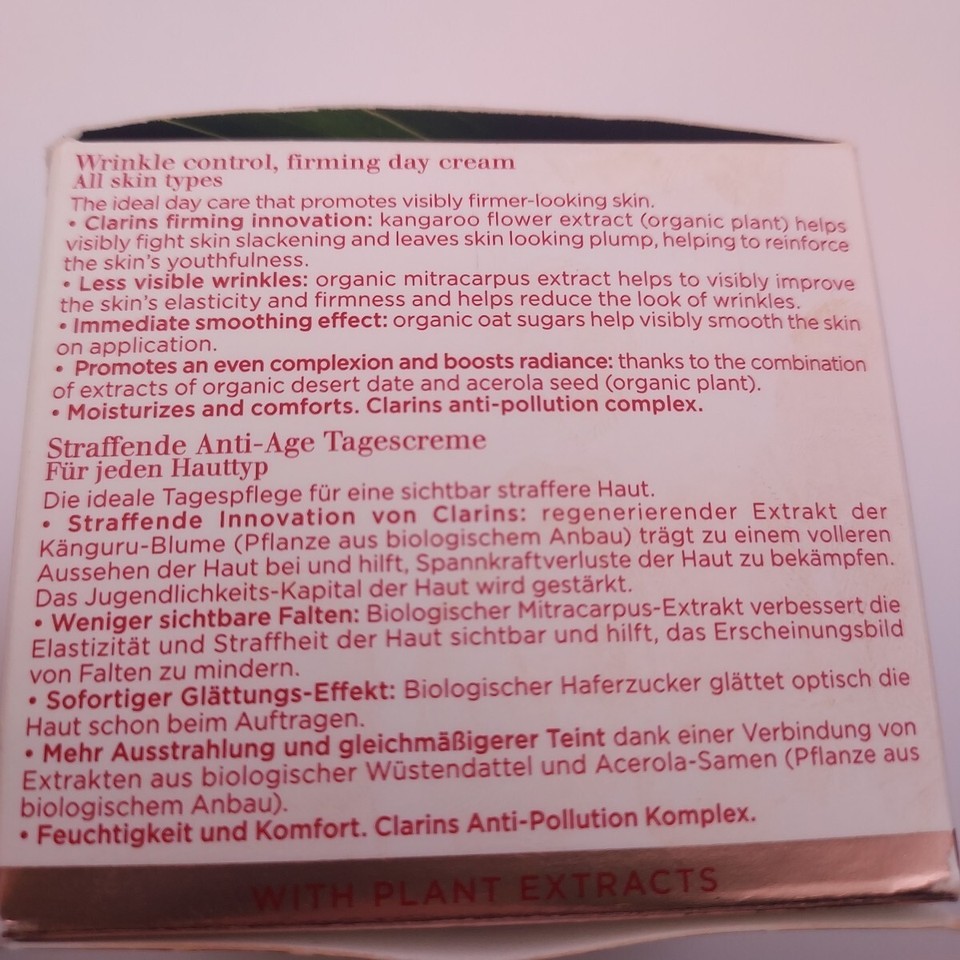 Wrinkle control, firming day cream
All skin types
The ideal day care that promotes visibly firmer-looking skin.
• Clarins firming innovation: kangaroo flower extract (organic plant) helps
visibly fight skin slackening and leaves skin looking plump, helping to reinforce
the skin's youthfulness.
• Less visible wrinkles: organic mitracarpus extract helps to visibly improve
the skin's elasticity and firmness and helps reduce the look of wrinkles.
• Immediate smoothing effect: organic oat sugars help visibly smooth the skin
on application.
• Promotes an even complexion and boosts radiance: thanks to the combination
of extracts of organic desert date and acerola seed (organic plant).
• Moisturizes and comforts. Clarins anti-pollution complex.
Straffende Anti-Age Tagescreme
Für jeden Hauttyp
Die ideale Tagespflege für eine sichtbar straffere Haut.
• Straffende Innovation von Clarins: regenerierender Extrakt der
Känguru-Blume (Pflanze aus biologischem Anbau) trägt zu einem volleren
Aussehen der Haut bei und hilft, Spannkraftverluste der Haut zu bekämpfen.
Das Jugendlichkeits-Kapital der Haut wird gestärkt.
• Weniger sichtbare Falten: Biologischer Mitracarpus-Extrakt verbessert die
Elastizität und Straffheit der Haut sichtbar und hilft, das Erscheinungsbild
von Falten zu mindern.
• Sofortiger Glättungs-Effekt: Biologischer Haferzucker glättet optisch die
Haut schon beim Auftragen.
• Mehr Ausstrahlung und gleichmäßigerer Teint dank einer Verbindung von
Extrakten aus biologischer Wüstendattel und Acerola-Samen (Pflanze aus
biologischem Anbau).
• Feuchtigkeit und Komfort. Clarins Anti-Pollution Komplex.
WITH PLANT EXTRACTS